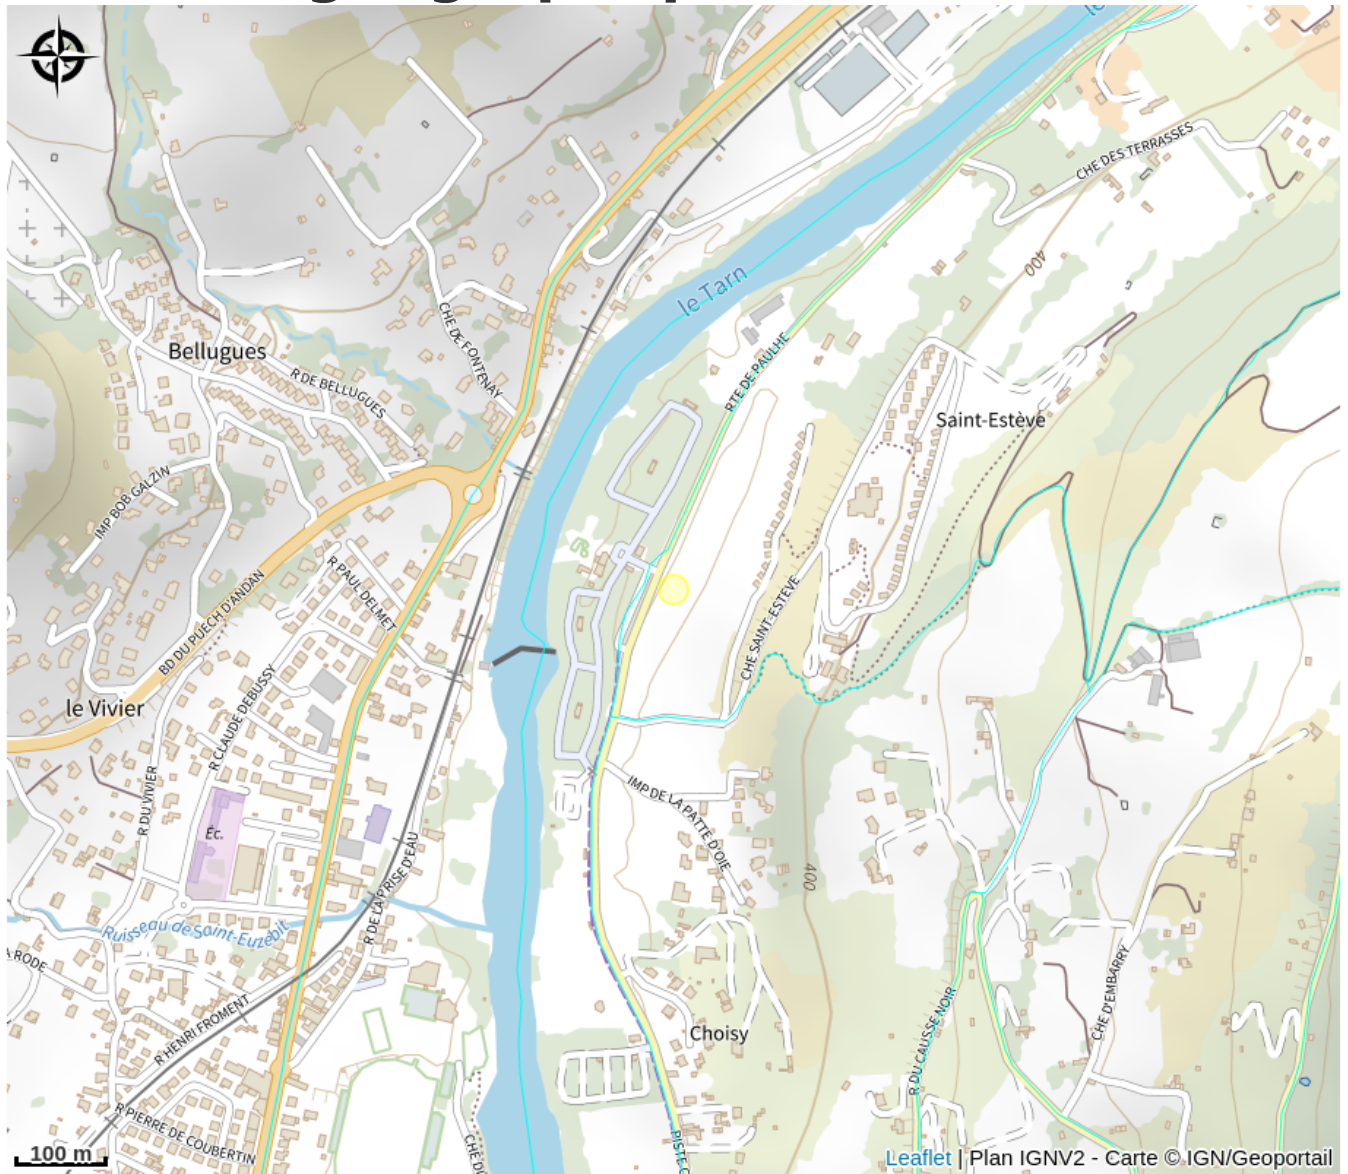 le Tarn
CHE DES TERRASSES
400
CHE DE FONTENAY
Bellugues
R DE BELLUGUES
RTE DE PAULHE
Saint-Estève
IMP BOB GALZIN
R PAUL DELMET
BD DU PUECH D'ANDAN
CHE SAINT-ESTEVE
R CLAUDE DEBUSSY
le Vivier
R DU VIVIER
IMP DE LA PATTE D'OIE
Éc.
R DE LA PRISE D'EAU
400
Ruisseau de Saint-Euzébit
A RODE
R HENRI FROMENT
Choisy
R DU CAUSSE NOIR
CHE D'EMBARRY
R PIERRE DE COUBERTIN
100 m
Leaflet | Plan IGNV2 - Carte © IGN/Geoportail